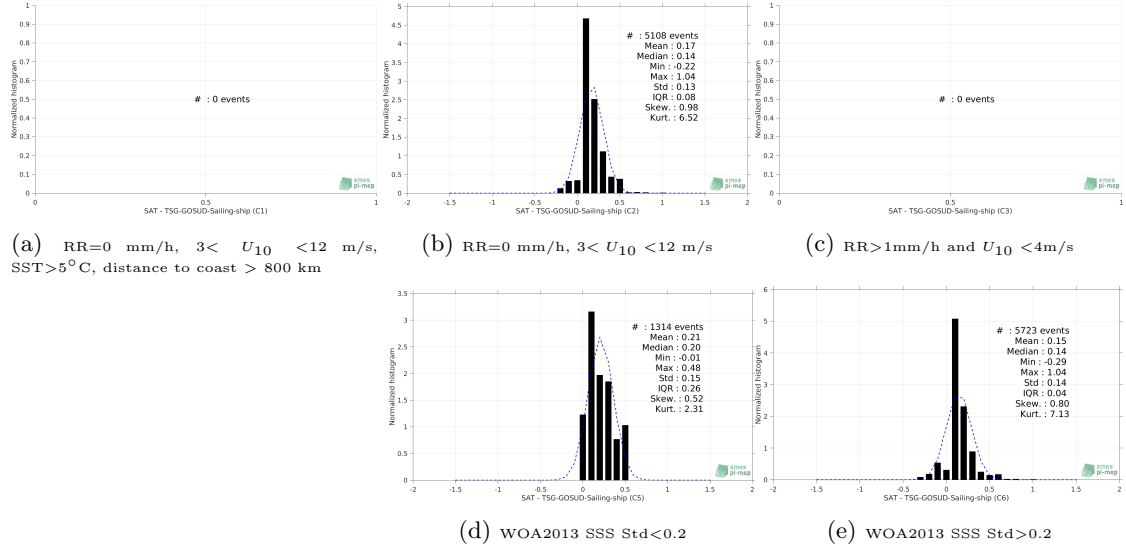 1
0.9
0.8
0.7
0.6
0.5
0.4
0.3
0.2
0.1
0
Normalized histogram
# : 0 events
smos
pi-mep
0 0.5 1
SAT - TSG-GOSUD-Sailing-ship (C1)
(a) RR=0 mm/h, 3< U10 <12 m/s,
SST>5°C, distance to coast > 800 km
5
4.5
4
3.5
3
2.5
2
1.5
1
0.5
0
Normalized histogram
# : 5108 events
Mean : 0.17
Median : 0.14
Min : -0.22
Max : 1.04
Std : 0.13
IQR : 0.08
Skew. : 0.98
Kurt. : 6.52
smos
pi-mep
-2 -1.5 -1 -0.5 0 0.5 1 1.5 2
SAT - TSG-GOSUD-Sailing-ship (C2)
(b) RR=0 mm/h, 3< U10 <12 m/s
1
0.9
0.8
0.7
0.6
0.5
0.4
0.3
0.2
0.1
0
Normalized histogram
# : 0 events
smos
pi-mep
0 0.5 1
SAT - TSG-GOSUD-Sailing-ship (C3)
(c) RR>1mm/h and U10 <4m/s
3.5
3
2.5
2
1.5
1
0.5
0
Normalized histogram
# : 1314 events
Mean : 0.21
Median : 0.20
Min : -0.01
Max : 0.48
Std : 0.15
IQR : 0.26
Skew. : 0.52
Kurt. : 2.31
smos
pi-mep
-2 -1.5 -1 -0.5 0 0.5 1 1.5 2
SAT - TSG-GOSUD-Sailing-ship (C5)
(d) WOA2013 SSS Std<0.2
6
5
4
3
2
1
0
Normalized histogram
# : 5723 events
Mean : 0.15
Median : 0.14
Min : -0.29
Max : 1.04
Std : 0.14
IQR : 0.04
Skew. : 0.80
Kurt. : 7.13
smos
pi-mep
-2 -1.5 -1 -0.5 0 0.5 1 1.5 2
SAT - TSG-GOSUD-Sailing-ship (C6)
(e) WOA2013 SSS Std>0.2